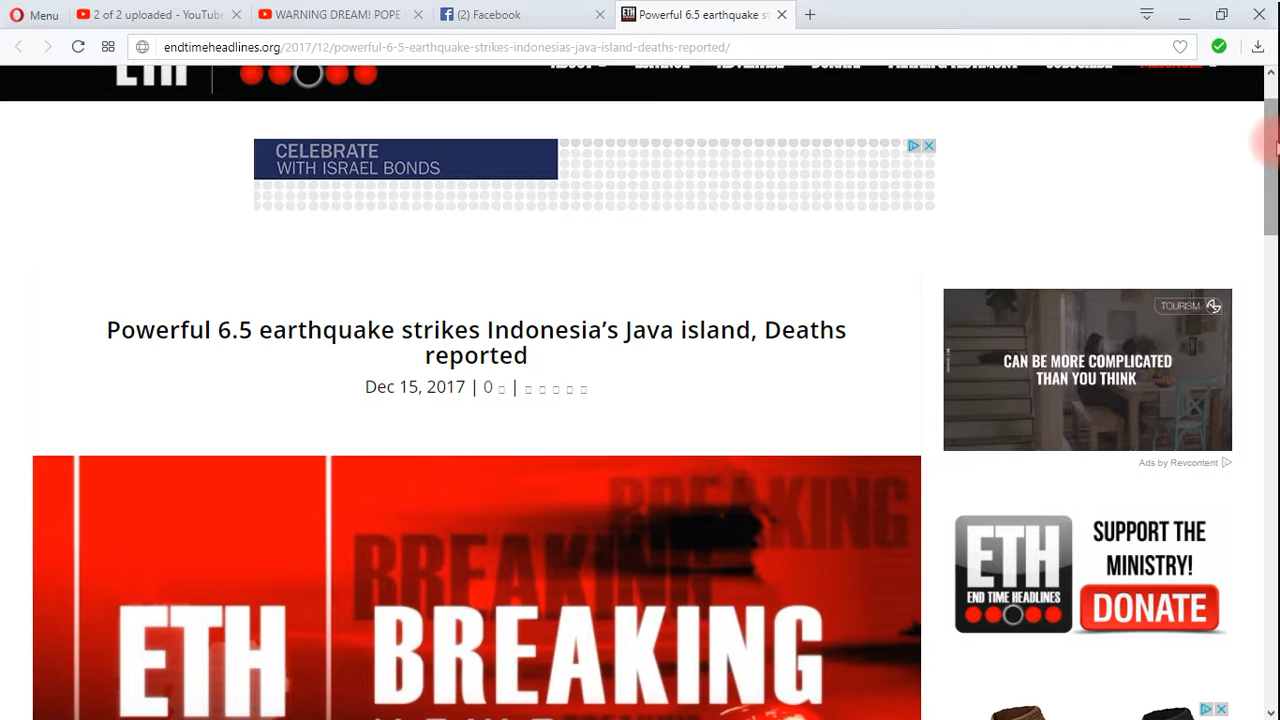 Menu
2 of 2 uploaded - YouTube
WARNING DREAM! POPE
(2) Facebook
Powerful 6.5 earthquake st
endtimeheadlines.org/2017/12/powerful-6-5-earthquake-strikes-indonesias-java-island-deaths-reported/
ETH
CELEBRATE
WITH ISRAEL BONDS
Powerful 6.5 earthquake strikes Indonesia’s Java island, Deaths
reported
Dec 15, 2017 | 0 |
TOURISM
CAN BE MORE COMPLICATED
THAN YOU THINK
Ads by Revcontent
BREAKING
BREAKING
ETH BREAKING
ETH
END TIME HEADLINES
SUPPORT THE
MINISTRY!
DONATE